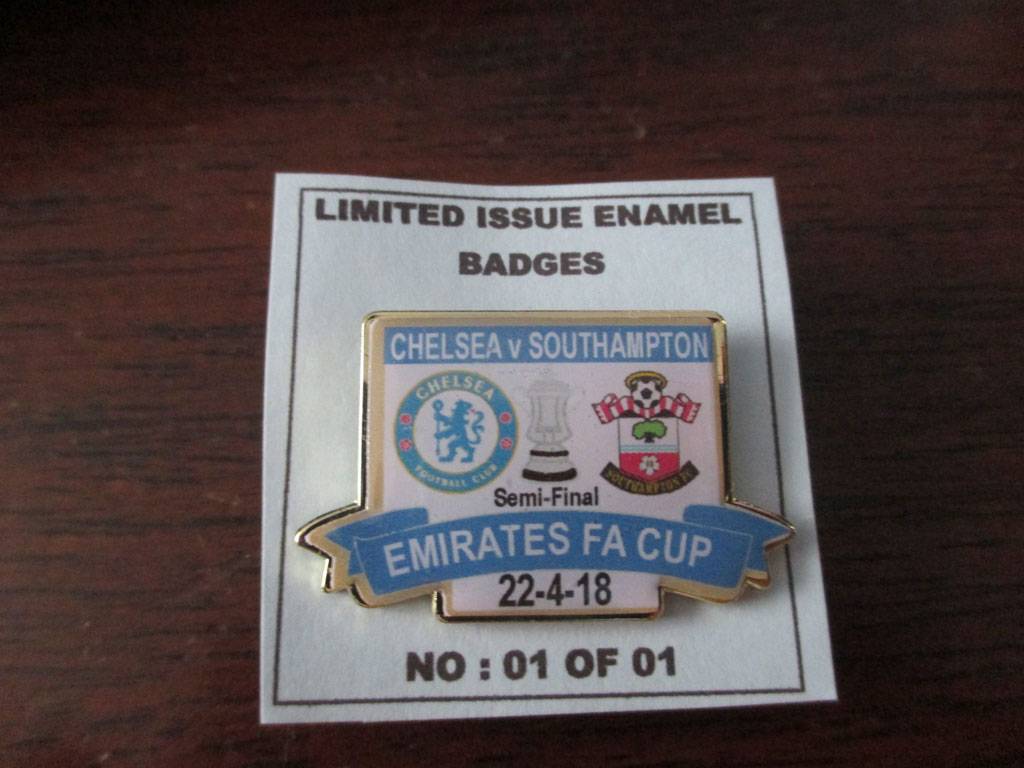 LIMITED ISSUE ENAMEL
BADGES
CHELSEA v SOUTHAMPTON
CHELSEA
FOOTBALL CLUB
SOUTHAMPTON FC
Semi-Final
EMIRATES FA CUP
22-4-18
NO : 01 OF 01